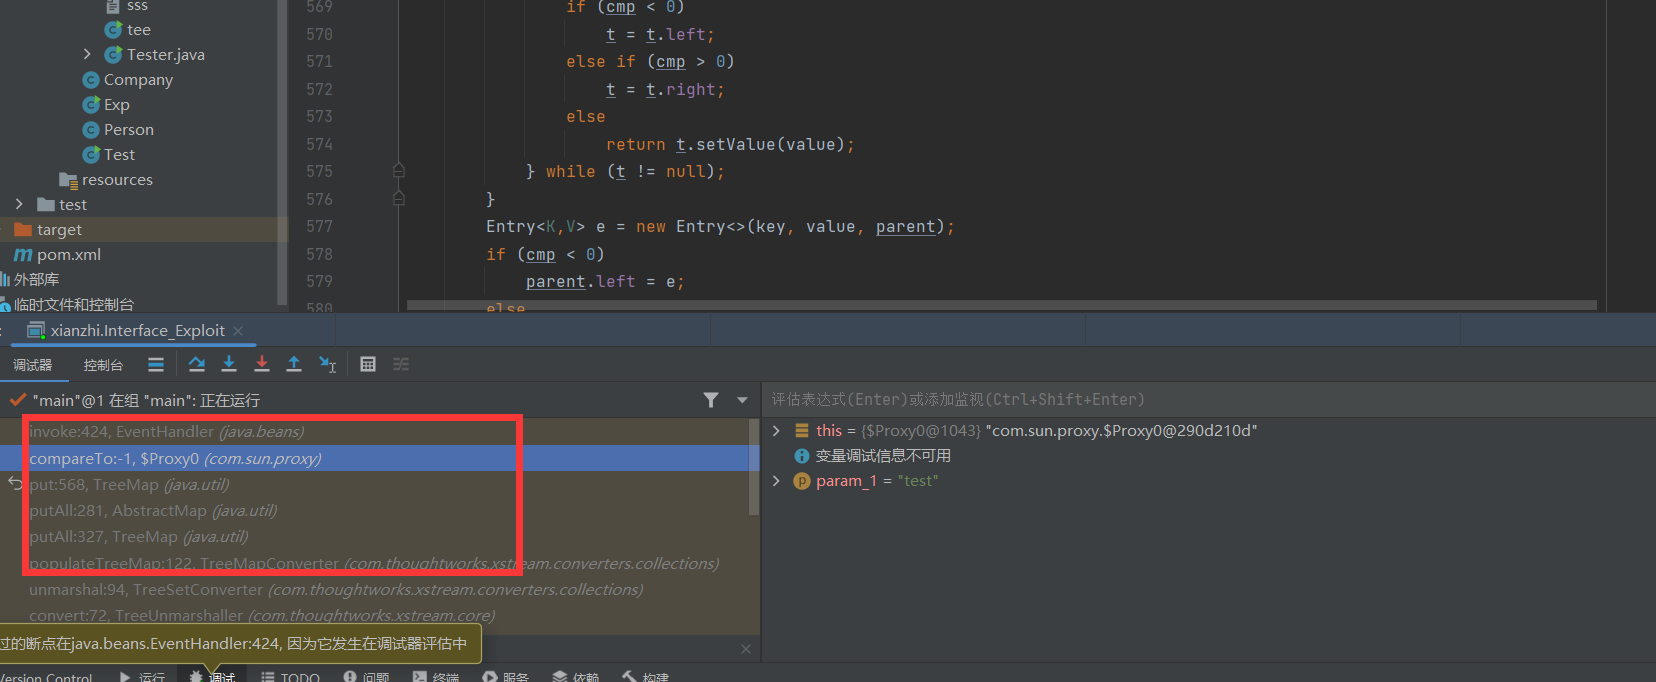 sss
tee
Tester.java
Company
Exp
Person
Test
resources
test
target
pom.xml
外部库
临时文件和控制台
569 if (cmp < 0)
570 t = t.left;
571 else if (cmp > 0)
572 t = t.right;
573 else
574 return t.setValue(value);
575 } while (t != null);
576 }
577 Entry<K,V> e = new Entry<>(key, value, parent);
578 if (cmp < 0)
579 parent.left = e;
580 else
xianzhi.Interface_Exploit
调试器 控制台
"main"@1 在组 "main": 正在运行
invoke:424, EventHandler (java.beans)
compareTo:-1, $Proxy0 (com.sun.proxy)
put:568, TreeMap (java.util)
putAll:281, AbstractMap (java.util)
putAll:327, TreeMap (java.util)
populateTreeMap:122, TreeMapConverter (com.thoughtworks.xstream.converters.collections)
unmarshal:94, TreeSetConverter (com.thoughtworks.xstream.converters.collections)
convert:72, TreeUnmarshaller (com.thoughtworks.xstream.core)
评估表达式(Enter)或添加监视(Ctrl+Shift+Enter)
this = {$Proxy0@1043} "com.sun.proxy.$Proxy0@290d210d"
变量调试信息不可用
param_1 = "test"
过的断点在java.beans.EventHandler:424, 因为它发生在调试器评估中
Version Control 运行 调试 TODO 问题 终端 服务 依赖 构建